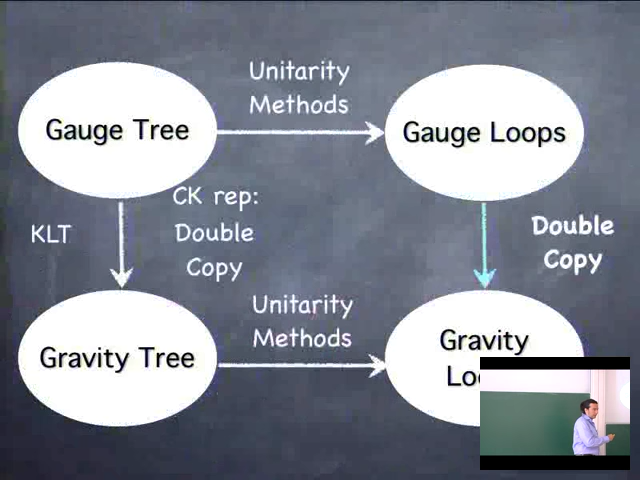 Unitarity
Methods
Gauge Tree
Gauge Loops
KLT
CK rep:
Double
Copy
Double
Copy
Unitarity
Methods
Gravity Tree
Gravity